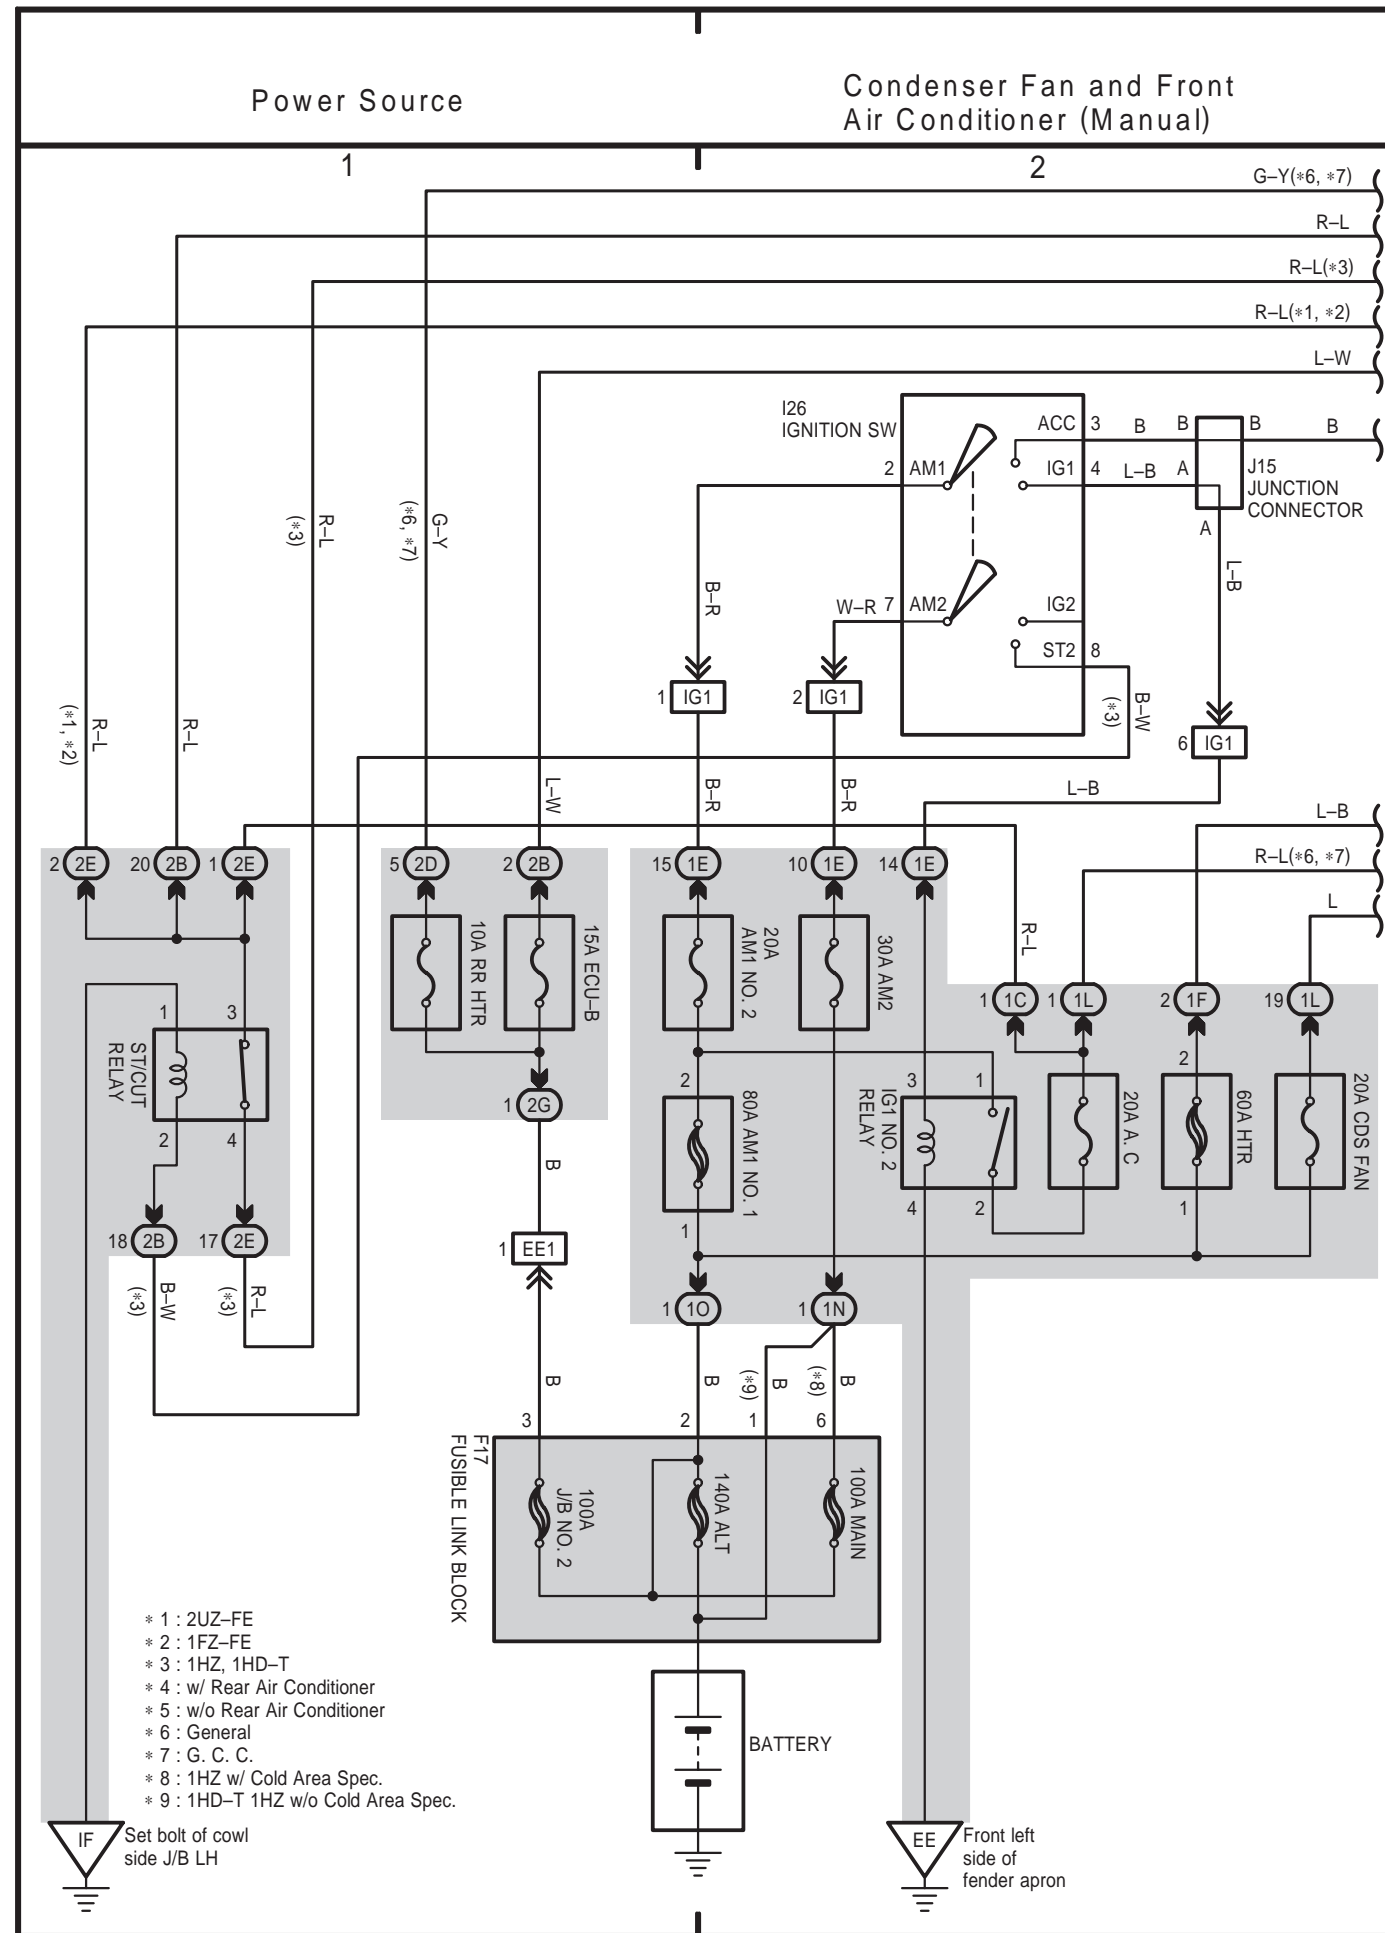 Power Source
Condenser Fan and Front
Air Conditioner (Manual)
1
2
G–Y(*6, *7)
R–L
R–L(*3)
R–L(*1, *2)
L–W
I26
IGNITION SW
ACC 3 B B B B
2 AM1
IG1 4 L–B A
J15
JUNCTION
CONNECTOR
A
R–L
(*3)
G–Y
(*6, *7)
B–R
L–B
W–R 7 AM2
IG2
ST2 8
1 IG1
2 IG1
B–W
(*3)
6 IG1
R–L
(*1, *2)
R–L
L–W
B–R
B–R
L–B
L–B
R–L(*6, *7)
L
2 2E
20 2B
1 2E
5 2D
2 2B
15 1E
10 1E
14 1E
10A RR HTR
15A ECU–B
20A
AM1 NO. 2
30A AM2
R–L
1 1C
1 1L
2 1F
19 1L
1
3
ST/CUT
RELAY
2
4
1 2G
2
80A AM1 NO. 1
1
3
1
IG1 NO. 2
RELAY
4
2
20A A. C
2
60A HTR
1
20A CDS FAN
B
18 2B
17 2E
1 EE1
B–W
(*3)
R–L
(*3)
1 1O
1 1N
B
B
B
(*9)
B
(*8)
3
2
1
6
F17
FUSIBLE LINK BLOCK
100A
J/B NO. 2
140A ALT
100A MAIN
* 1 : 2UZ–FE
* 2 : 1FZ–FE
* 3 : 1HZ, 1HD–T
* 4 : w/ Rear Air Conditioner
* 5 : w/o Rear Air Conditioner
* 6 : General
* 7 : G. C. C.
* 8 : 1HZ w/ Cold Area Spec.
* 9 : 1HD–T 1HZ w/o Cold Area Spec.
BATTERY
IF
Set bolt of cowl
side J/B LH
EE
Front left
side of
fender apron